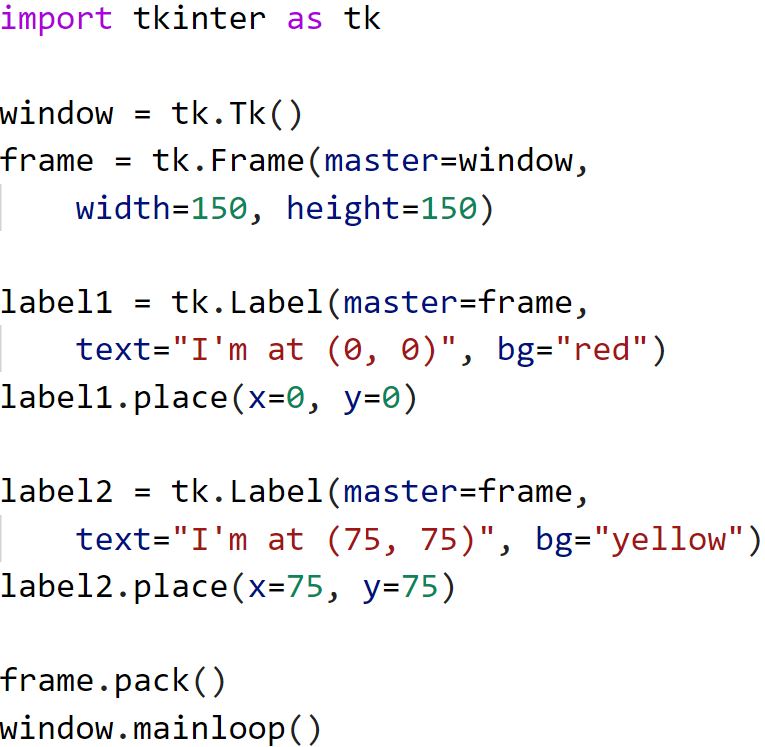 import tkinter as tk

window = tk.Tk()
frame = tk.Frame(master=window,
    width=150, height=150)

label1 = tk.Label(master=frame,
    text="I'm at (0, 0)", bg="red")
label1.place(x=0, y=0)

label2 = tk.Label(master=frame,
    text="I'm at (75, 75)", bg="yellow")
label2.place(x=75, y=75)

frame.pack()
window.mainloop()